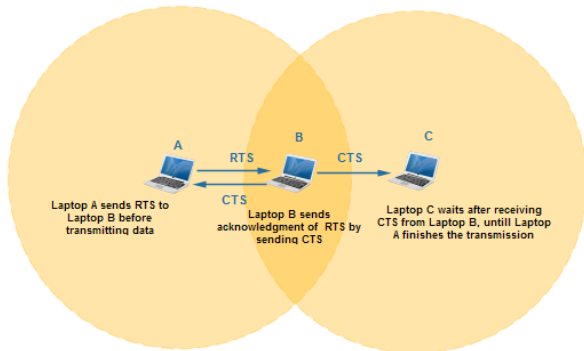 A
B
C
RTS
CTS
CTS
Laptop A sends RTS to
Laptop B before
transmitting data
Laptop B sends
acknowledgment of RTS by
sending CTS
Laptop C waits after receiving
CTS from Laptop B, untill Laptop
A finishes the transmission